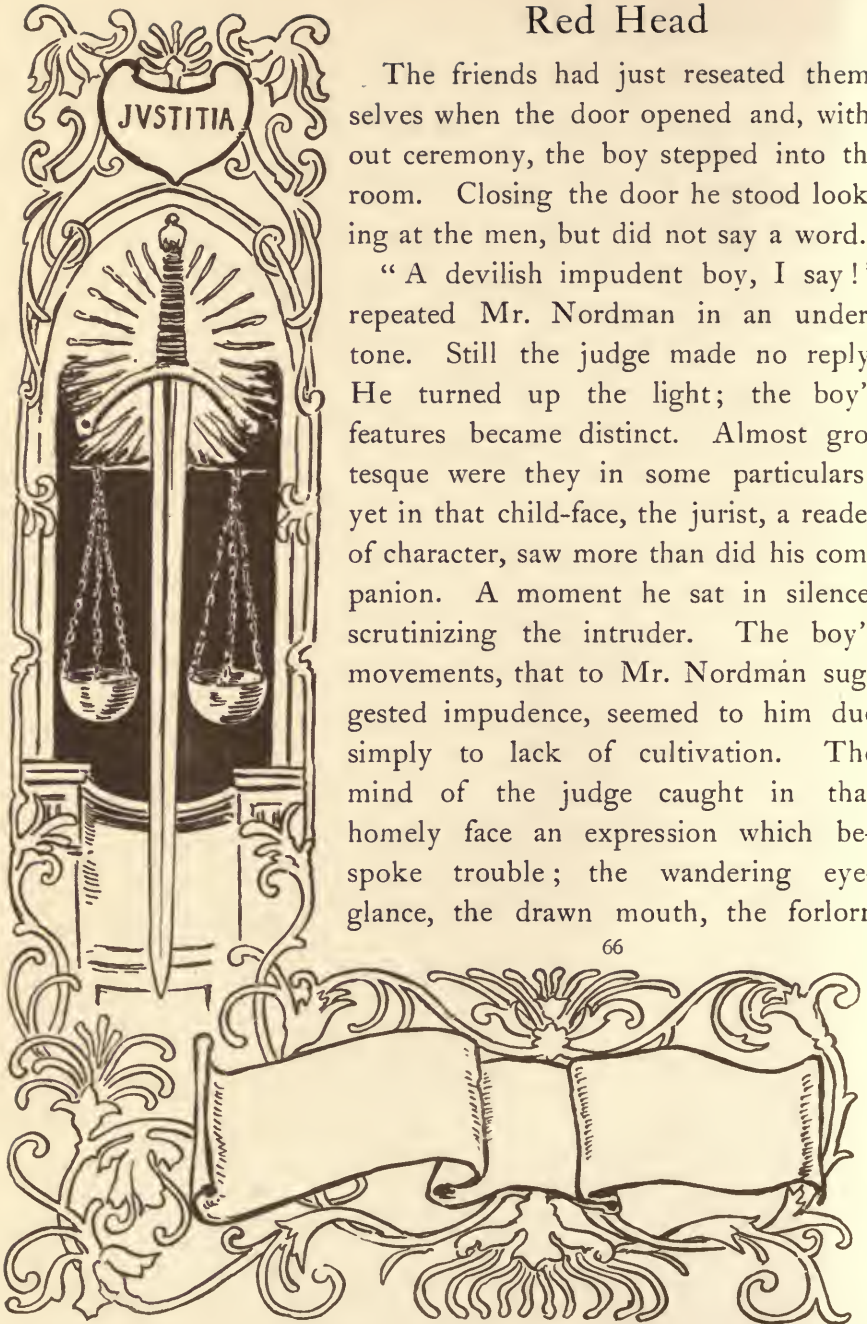 JVSTITIA
Red Head
The friends had just reseated them
selves when the door opened and, with
out ceremony, the boy stepped into th
room. Closing the door he stood look
ing at the men, but did not say a word.
“ A devilish impudent boy, I say !”
repeated Mr. Nordman in an under
tone. Still the judge made no reply
He turned up the light; the boy’
features became distinct. Almost gro
tesque were they in some particulars
yet in that child-face, the jurist, a reade
of character, saw more than did his com
panion. A moment he sat in silence
scrutinizing the intruder. The boy’
movements, that to Mr. Nordman sug
gested impudence, seemed to him du
simply to lack of cultivation. Th
mind of the judge caught in tha
homely face an expression which be-
spoke trouble; the wandering eye
glance, the drawn mouth, the forlorn
66